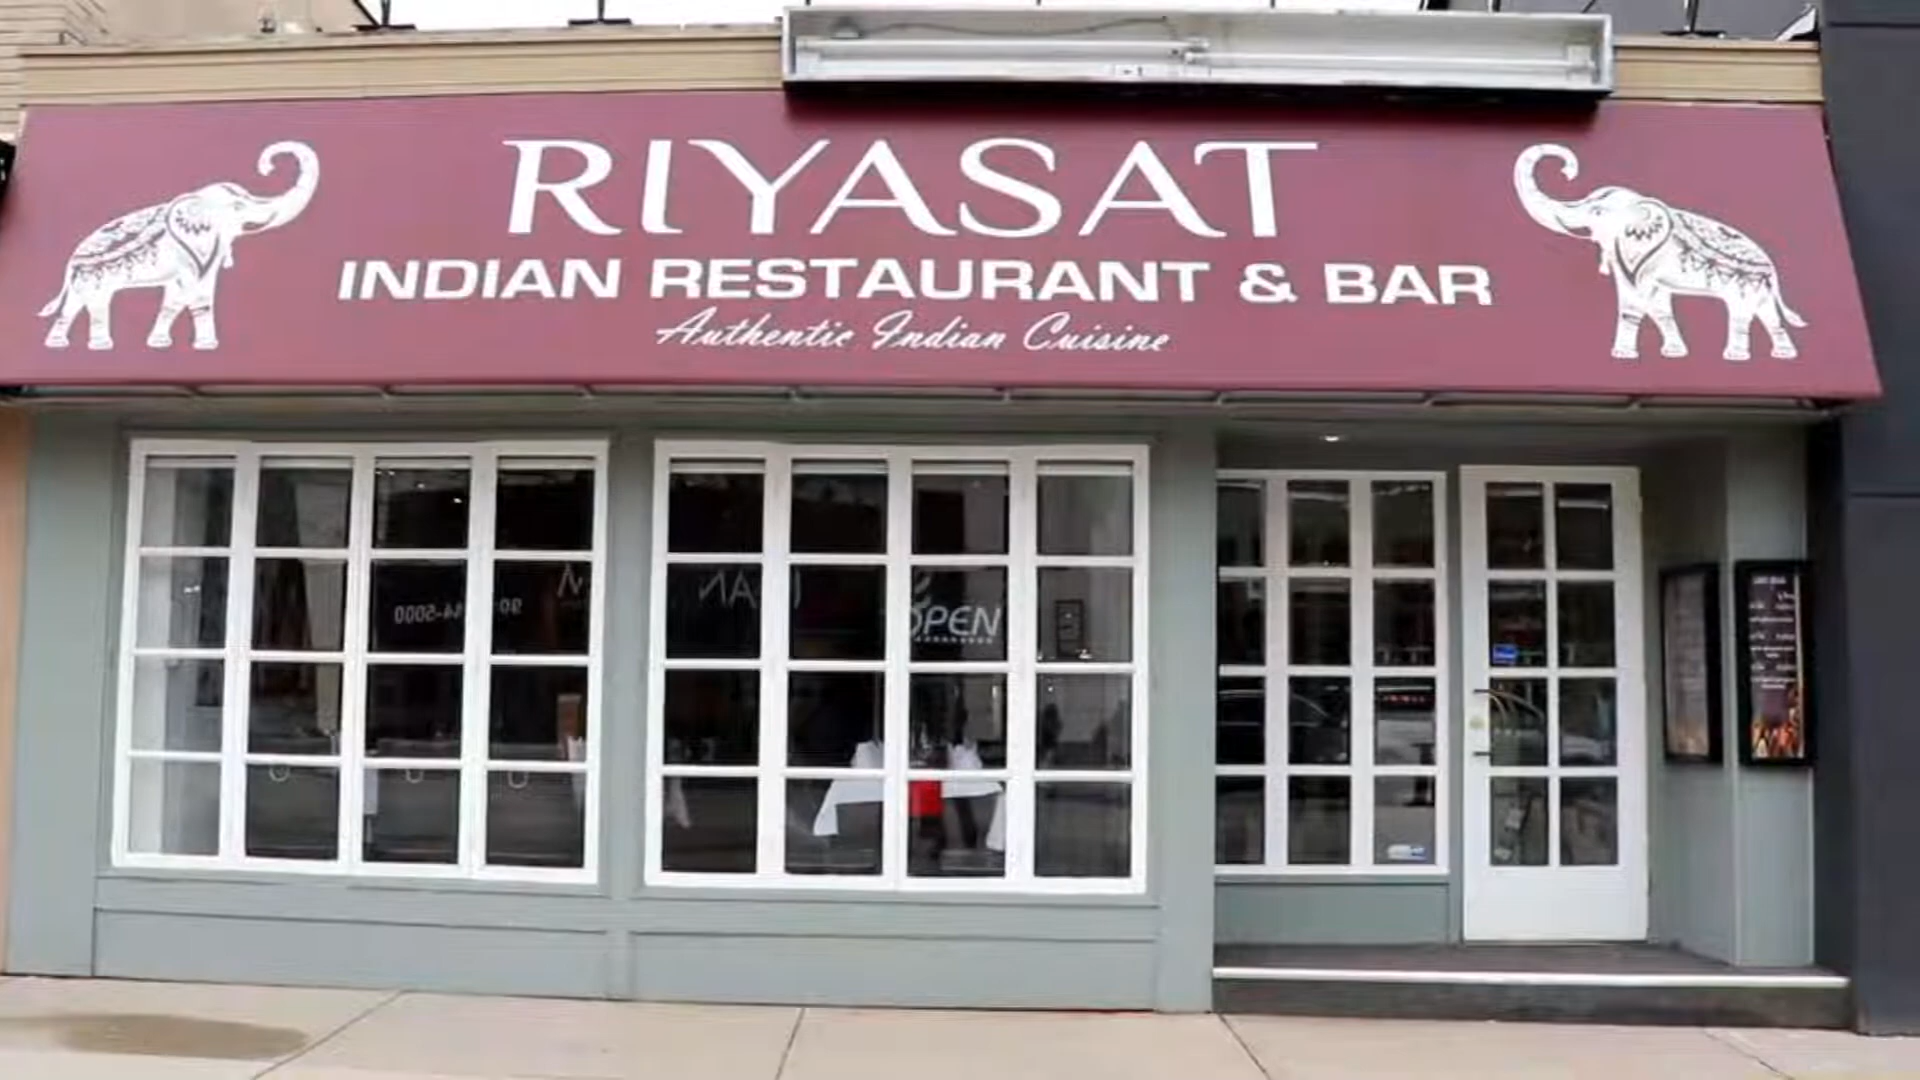 RIYASAT
INDIAN RESTAURANT & BAR
Authentic Indian Cuisine
OPEN